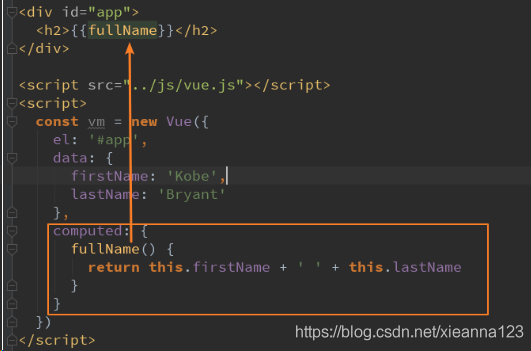 <div id="app">
<h2>{{fullName}}</h2>
</div>
<script src="../js/vue.js"></script>
<script>
const vm = new Vue({
el: '#app',
data: {
firstName: 'Kobe',
lastName: 'Bryant'
},
computed: {
fullName() {
return this.firstName + ' ' + this.lastName
}
}
})
</script>
https://blog.csdn.net/xieanna123